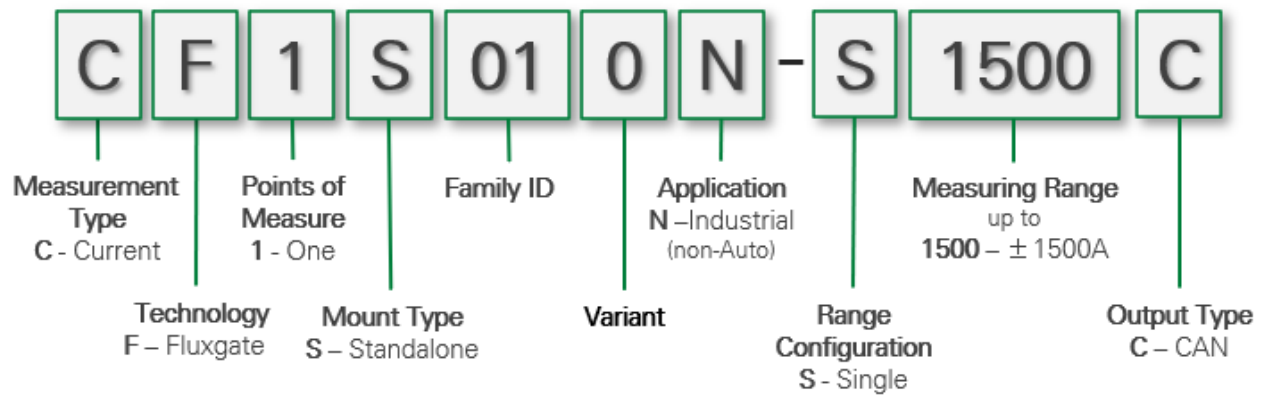 C F 1 S 01 0 N - S 1500 C
Measurement
Type
C - Current
Technology
F – Fluxgate
Points of
Measure
1 - One
Mount Type
S – Standalone
Family ID
Variant
Application
N –Industrial
(non-Auto)
Range
Configuration
S - Single
Measuring Range
up to
1500 – ± 1500A
Output Type
C – CAN